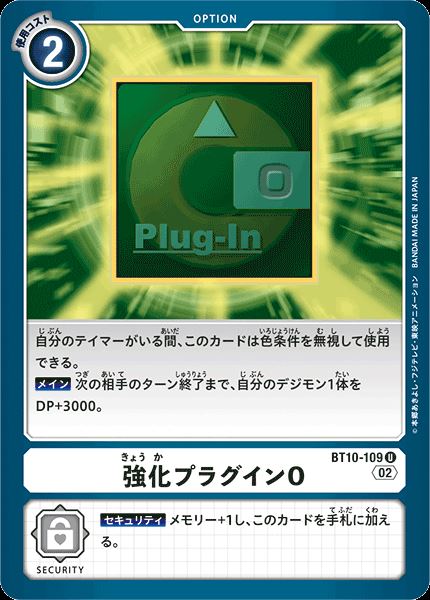 OPTION
使用コスト
2
O
Plug-In
自分のテイマーがいる間、このカードは色条件を無視して使用
できる。
メイン 次の相手のターン終了まで、自分のデジモン1体を
DP+3000。
©本郷あきよし・フジテレビ・東映アニメーション BANDAI MADE IN JAPAN
BT10-109 U
きょうか
強化プラグインO
02
セキュリティ メモリー+1し、このカードを手札に加え
る。
SECURITY